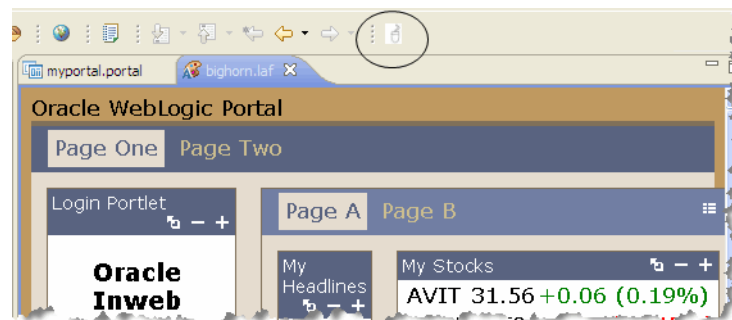 myportal.portal bighorn.laf
Oracle WebLogic Portal
Page One Page Two
Login Portlet
Page A Page B
Oracle
Inweb
My
Headlines
My Stocks
AVIT 31.56 +0.06 (0.19%)